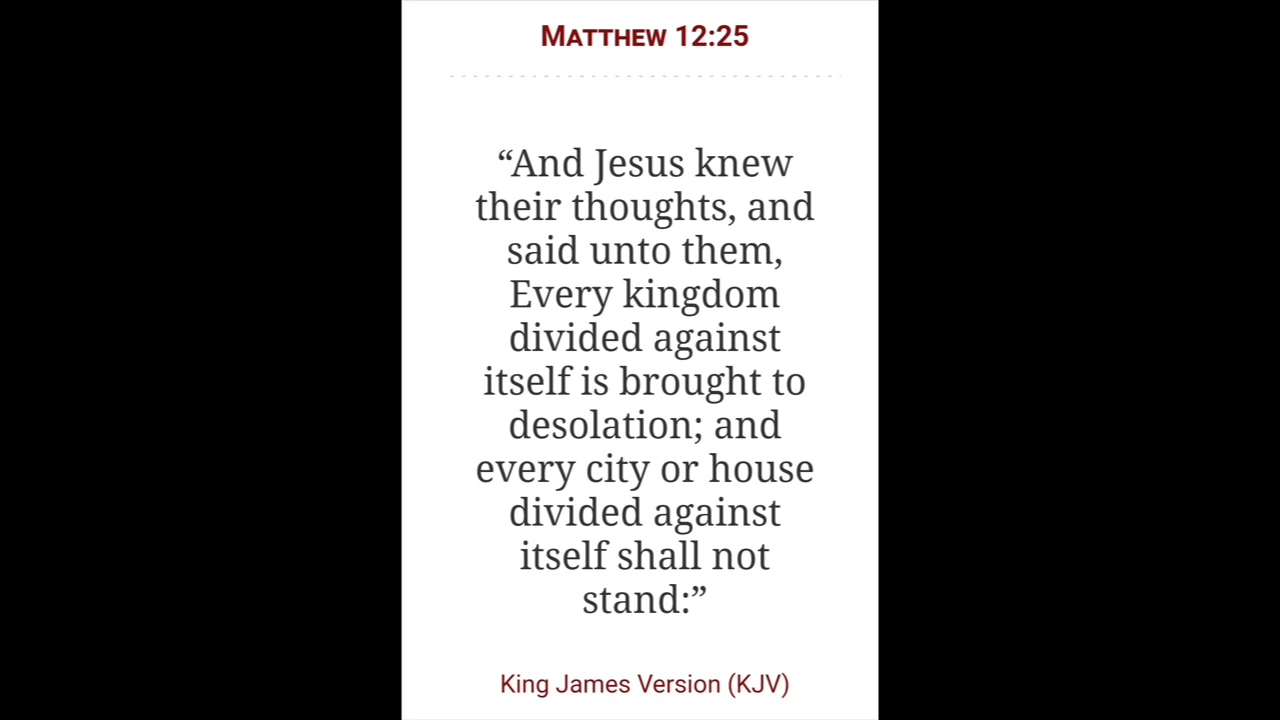 Matthew 12:25
“And Jesus knew
their thoughts, and
said unto them,
Every kingdom
divided against
itself is brought to
desolation; and
every city or house
divided against
itself shall not
stand:”
King James Version (KJV)